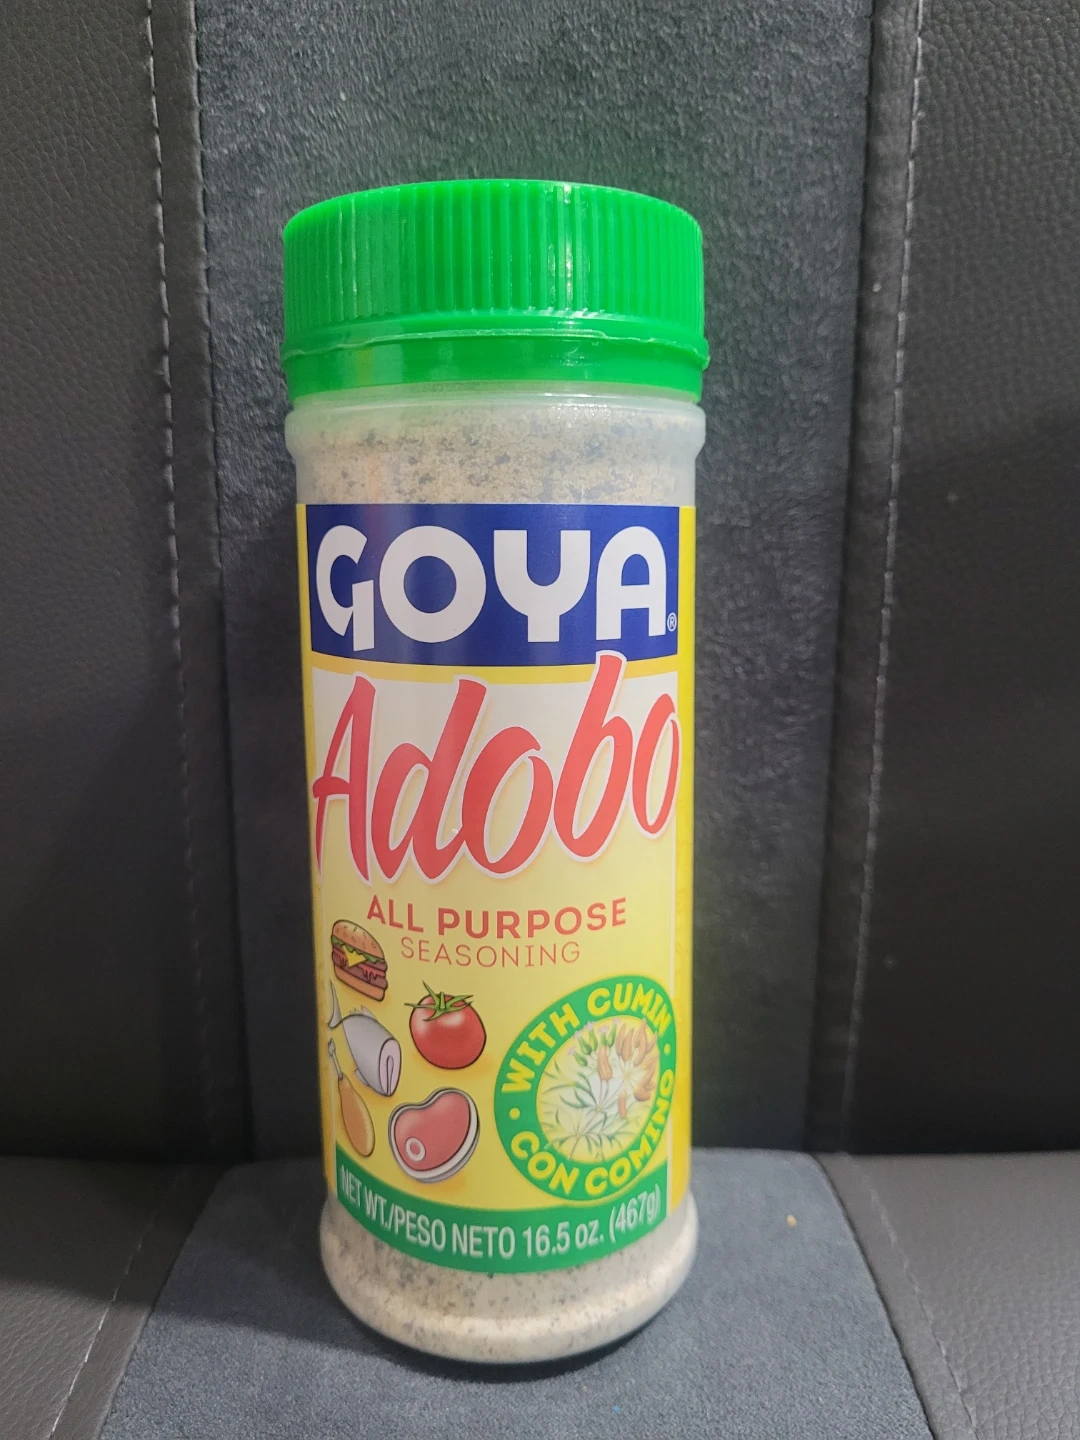 GOYA®
Adobo
ALL PURPOSE
SEASONING
WITH CUMIN
CON COMINO
NET WT./PESO NETO 16.5 oz. (467g)